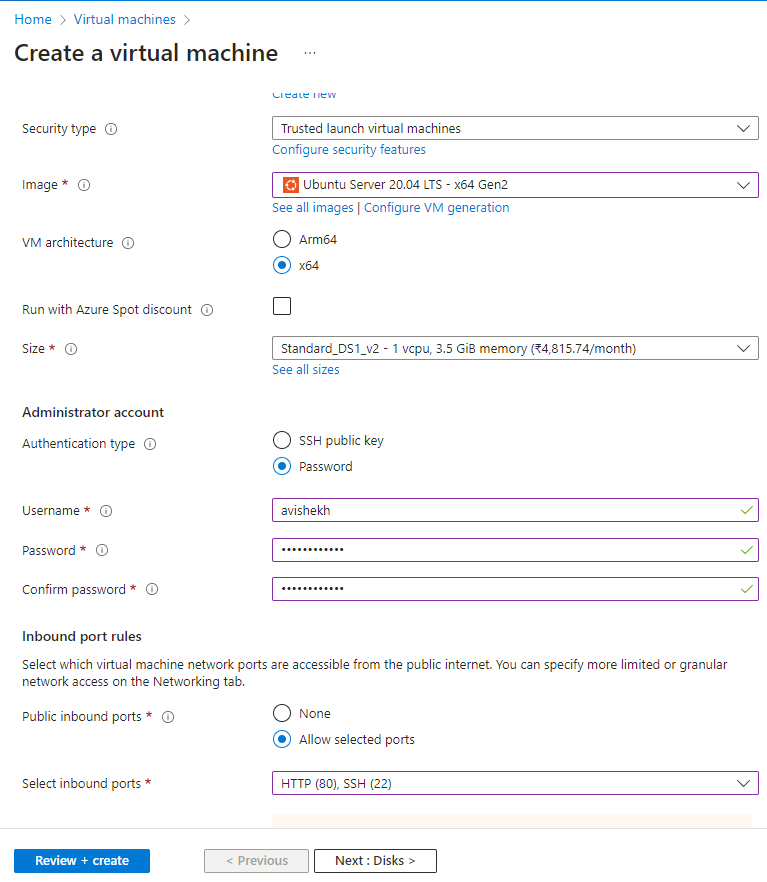 Home > Virtual machines >
Create a virtual machine ...
Create new
Security type
Trusted launch virtual machines
Configure security features
Image *
Ubuntu Server 20.04 LTS - x64 Gen2
See all images | Configure VM generation
VM architecture
Arm64
x64
Run with Azure Spot discount
Size *
Standard_DS1_v2 - 1 vcpu, 3.5 GiB memory (₹4,815.74/month)
See all sizes
Administrator account
Authentication type
SSH public key
Password
Username *
avishekh
Password *
••••••••••••
Confirm password *
••••••••••••
Inbound port rules
Select which virtual machine network ports are accessible from the public internet. You can specify more limited or granular
network access on the Networking tab.
Public inbound ports *
None
Allow selected ports
Select inbound ports *
HTTP (80), SSH (22)
Review + create
< Previous
Next : Disks >